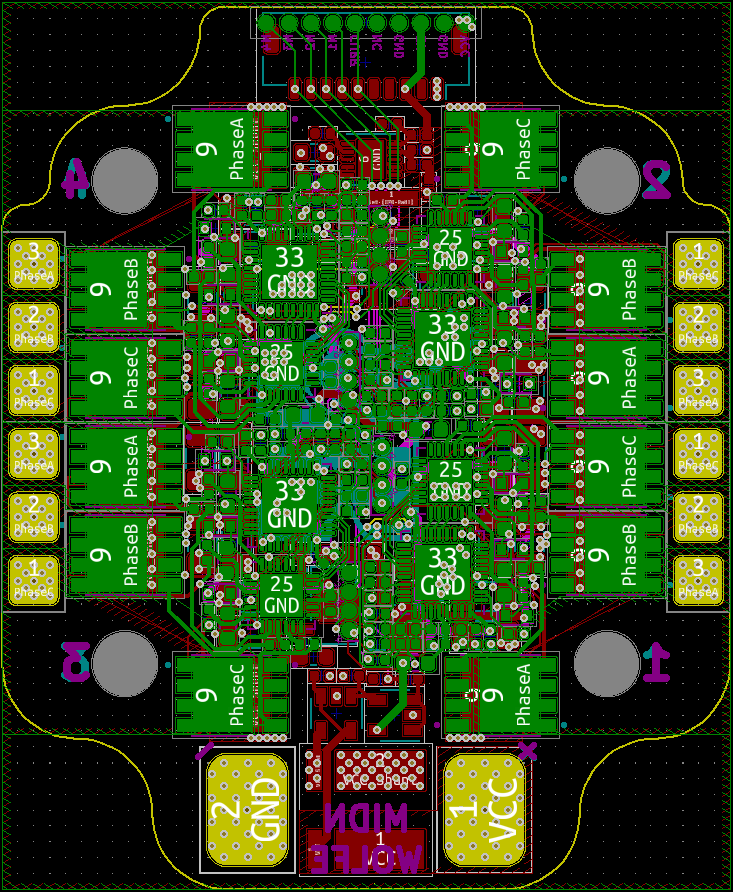 GND
GND
VCC
9
PhaseA
9
PhaseC
4
2
3
PhaseA
9
PhaseB
33
GND
25
GND
9
PhaseB
1
PhaseC
2
PhaseB
33
GND
2
PhaseB
1
PhaseC
9
PhaseC
25
GND
9
PhaseA
3
PhaseA
3
PhaseA
9
PhaseA
33
GND
25
9
PhaseC
1
PhaseC
2
PhaseB
9
PhaseB
33
GND
9
PhaseB
2
PhaseB
1
PhaseC
25
GND
3
PhaseA
3
9
PhaseC
9
PhaseA
1
2
GND
1
VCC
MIDN
WOLFE
1
VCC